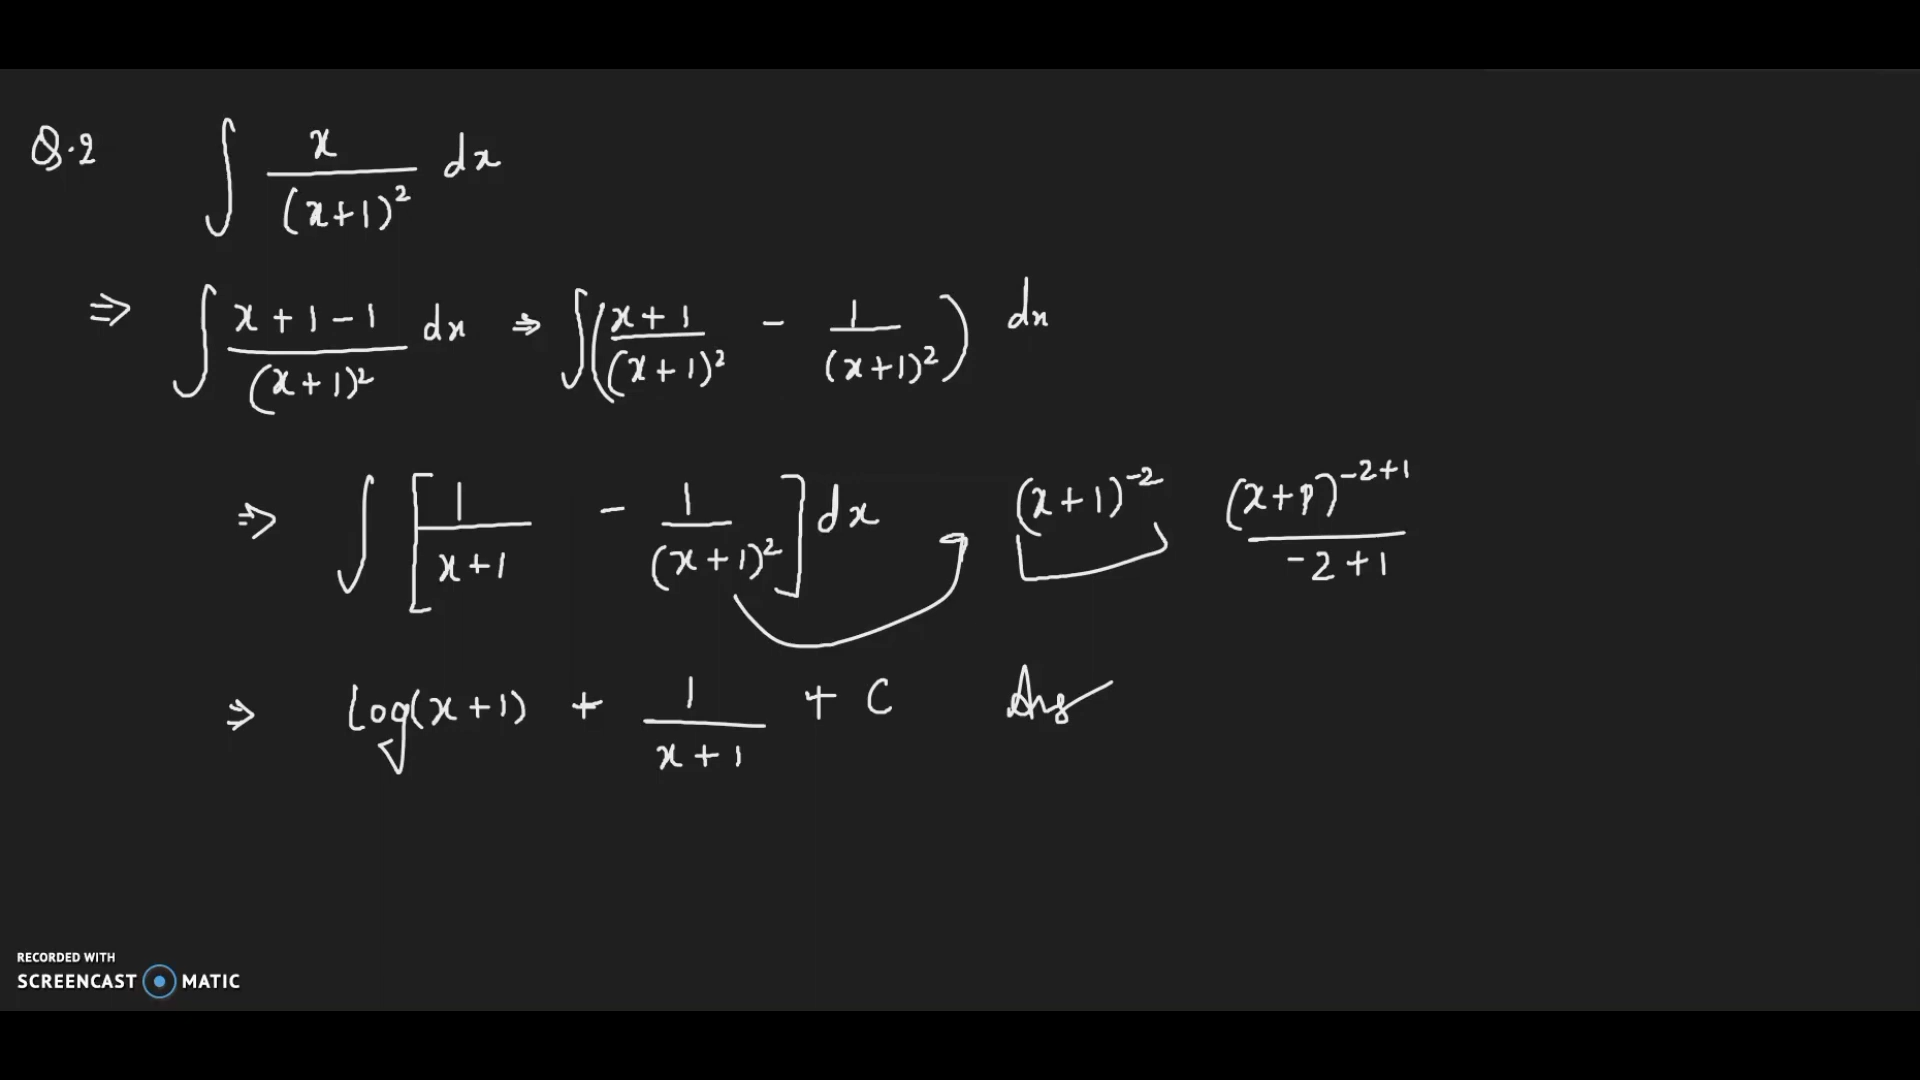 Q.2 ∫ x/(x+1)² dx
⇒ ∫ (x+1-1)/(x+1)² dx ⇒ ∫((x+1)/(x+1)² - 1/(x+1)²) dx
⇒ ∫ [1/(x+1) - 1/(x+1)²] dx (x+1)⁻² (x+1)⁻²⁺¹/(-2+1)
⇒ log(x+1) + 1/(x+1) + C Ans
RECORDED WITH
SCREENCAST MATIC